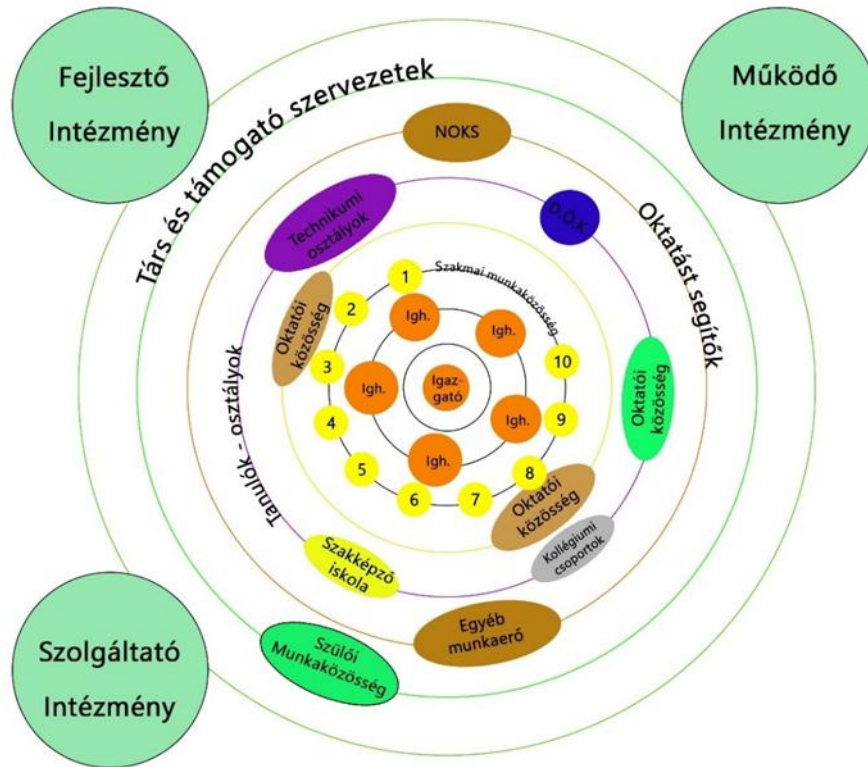 Fejlesztő
Intézmény
Működő
Intézmény
Társ és támogató szervezetek
NOKS
Technikumi
osztályok
D.Ö.K.
Oktatást segítők
Szakmai munkaközösség
1
2
3
4
5
6
7
8
9
10
Oktatói
közösség
Igh.
Igh.
Igh.
Igh.
Igh.
Igaz-
gató
Oktatói
közösség
Tanulók - osztályok
Oktatói
közösség
Kollégiumi
csoportok
Szakképző
iskola
Egyéb
munkaerő
Szülői
Munkaközösség
Szolgáltató
Intézmény